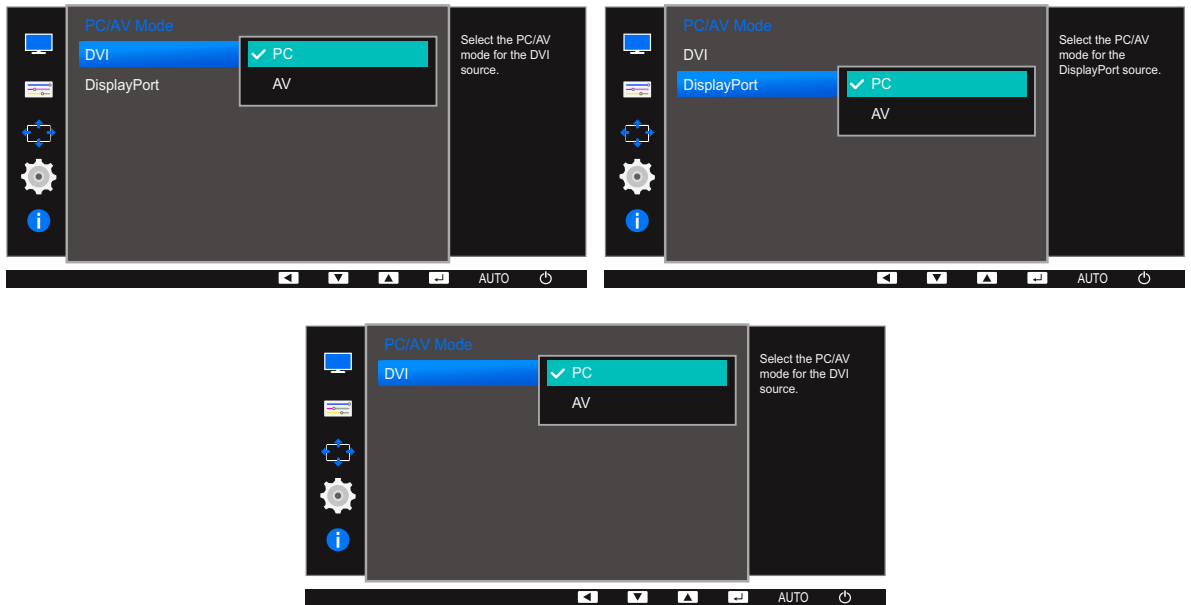 PC/AV Mode
DVI
PC
DisplayPort
AV
Select the PC/AV
mode for the DVI
source.
AUTO
PC/AV Mode
DVI
DisplayPort
PC
AV
Select the PC/AV
mode for the
DisplayPort source.
AUTO
PC/AV Mode
DVI
PC
AV
Select the PC/AV
mode for the DVI
source.
AUTO